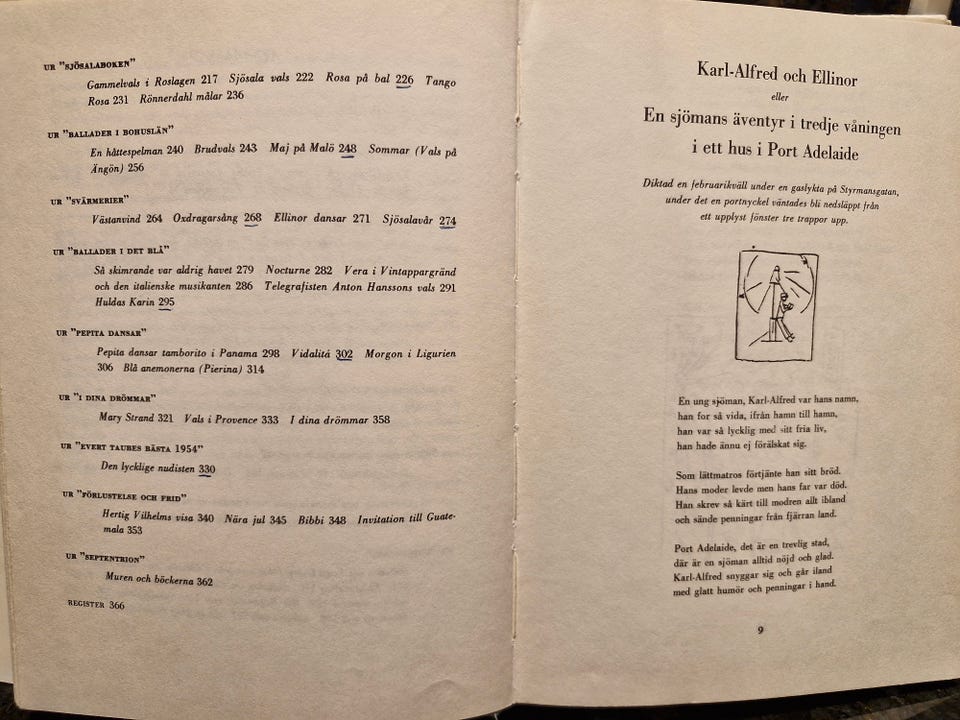 UR "SJÖSALABOKEN"
Gammelvals i Roslagen 217 Sjösala vals 222 Rosa på bal 226 Tango
Rosa 231 Rönnerdahl målar 236
UR "BALLADER I BOHUSLÄN"
En håttespelman 240 Brudvals 243 Maj på Malö 248 Sommar (Vals på
Ängön) 256
UR "SVÄRMERIER"
Västanvind 264 Oxdragarsång 268 Ellinor dansar 271 Sjösalavår 274
UR "BALLADER I DET BLÅ"
Så skimrande var aldrig havet 279 Nocturne 282 Vera i Vintappargränd
och den italienske musikanten 286 Telegrafisten Anton Hanssons vals 291
Huldas Karin 295
UR "PEPITA DANSAR"
Pepita dansar tamborito i Panama 298 Vidalitá 302 Morgon i Ligurien
306 Blå anemonerna (Pierina) 314
UR "I DINA DRÖMMAR"
Mary Strand 321 Vals i Provence 333 I dina drömmar 358
UR "EVERT TAUBES BÄSTA 1954"
Den lycklige nudisten 330
UR "FÖRLUSTELSE OCH FRID"
Hertig Vilhelms visa 340 Nära jul 345 Bibbi 348 Invitation till Guate-
mala 353
UR "SEPTENTRION"
Muren och böckerna 362
REGISTER 366
Karl-Alfred och Ellinor
eller
En sjömans äventyr i tredje våningen
i ett hus i Port Adelaide
Diktad en februarikväll under en gaslykta på Styrmansgatan,
under det en portnyckel väntades bli nedsläppt från
ett upplyst fönster tre trappor upp.
En ung sjöman, Karl-Alfred var hans namn,
han for så vida, ifrån hamn till hamn,
han var så lycklig med sitt fria liv,
han hade ännu ej förälskat sig.
Som lättmatros förtjänte han sitt bröd.
Hans moder levde men hans far var död.
Han skrev så kärt till modren allt ibland
och sände penningar från fjärran land.
Port Adelaide, det är en trevlig stad,
där är en sjöman alltid nöjd och glad.
Karl-Alfred snyggar sig och går iland
med glatt humör och penningar i hand.
9